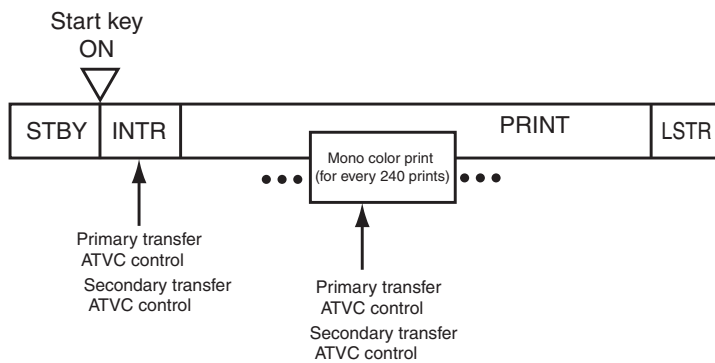 Start key
ON
STBY
INTR
PRINT
LSTR
Mono color print
(for every 240 prints)
Primary transfer
ATVC control
Secondary transfer
ATVC control
Primary transfer
ATVC control
Secondary transfer
ATVC control